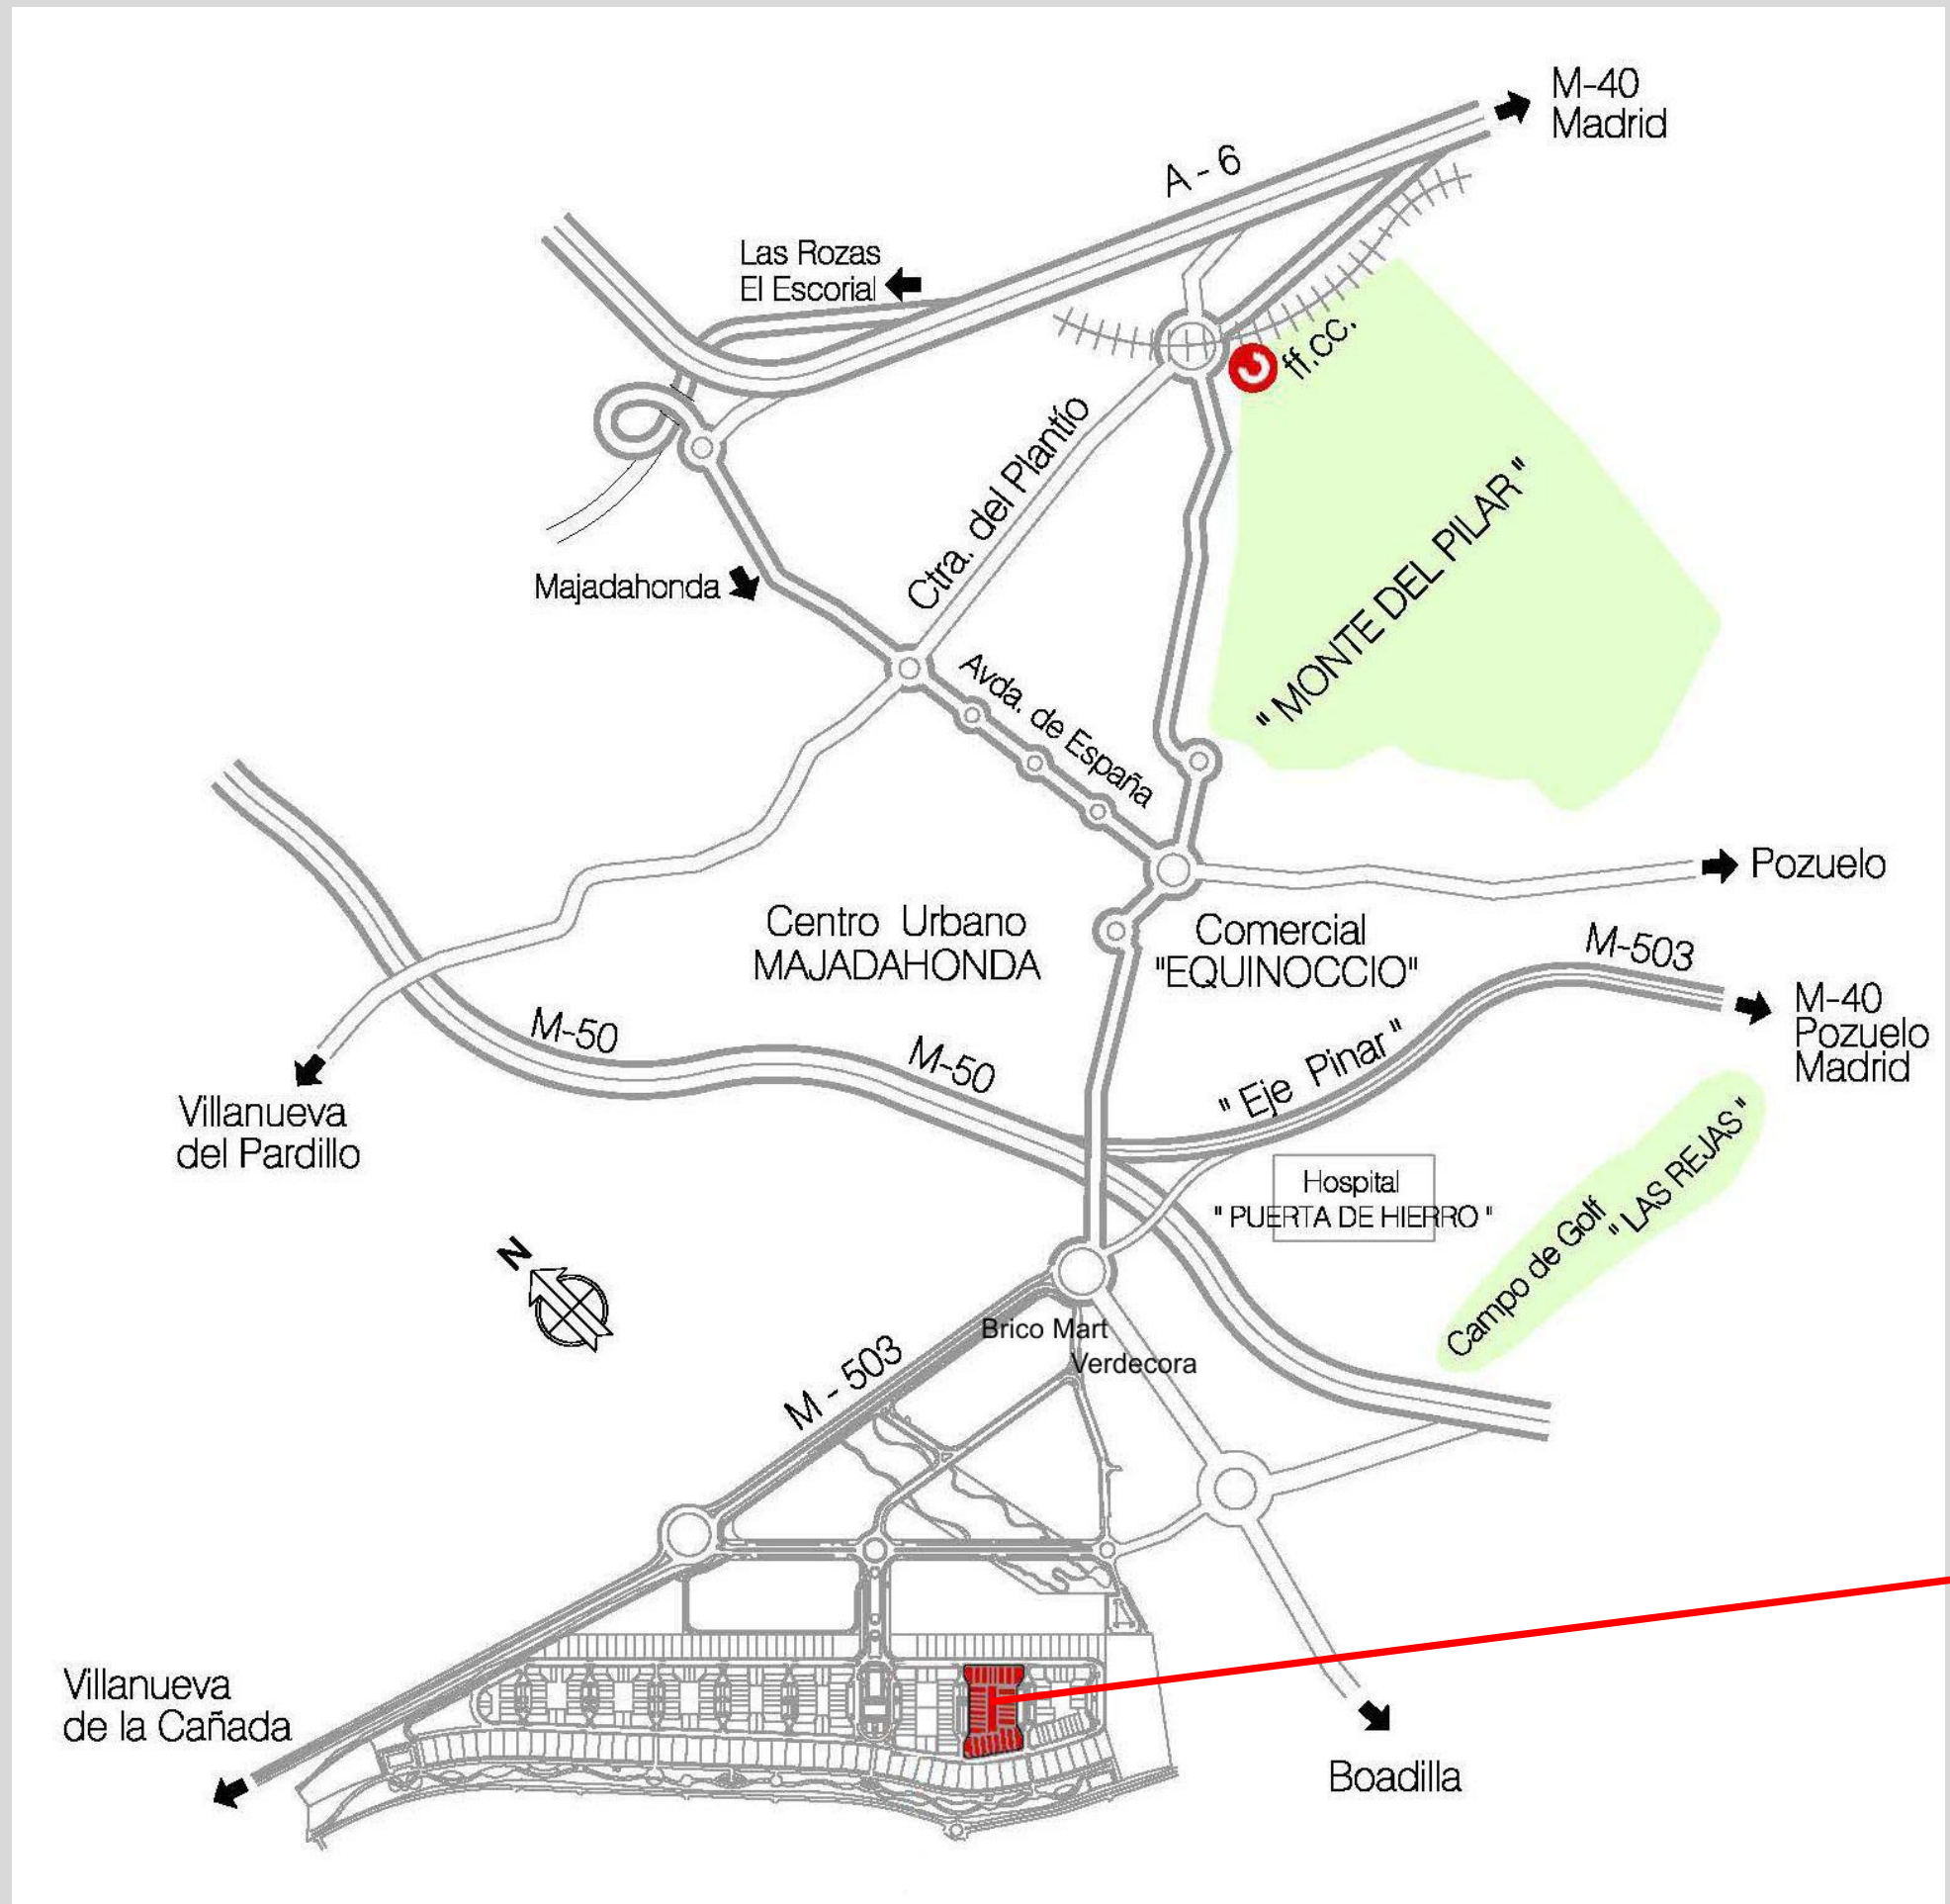 M-40
Madrid
A - 6
Las Rozas
El Escorial
ff.cc.
Ctra. del Plantío
" MONTE DEL PILAR "
Majadahonda
Avda. de España
Pozuelo
Centro Urbano
MAJADAHONDA
Comercial
"EQUINOCCIO"
M-503
M-40
Pozuelo
Madrid
M-50
M-50
" Eje Pinar "
Villanueva
del Pardillo
Hospital
" PUERTA DE HIERRO "
Campo de Golf
" LAS REJAS "
N
Brico Mart
Verdecora
M - 503
Villanueva
de la Cañada
Boadilla